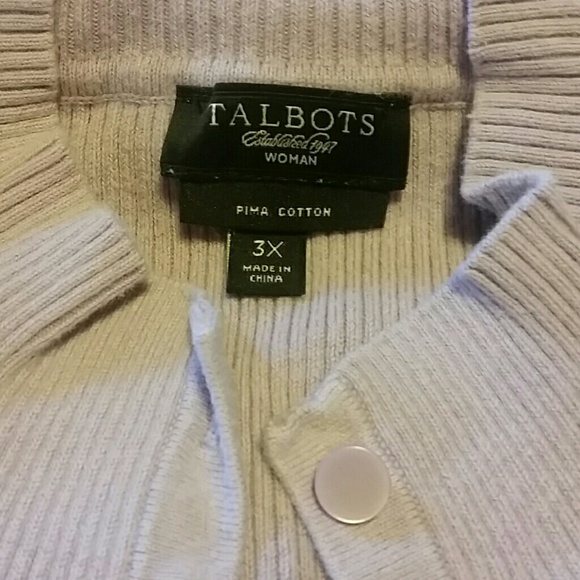 TALBOTS
Established 1947
WOMAN
PIMA COTTON
3X
MADE IN
CHINA